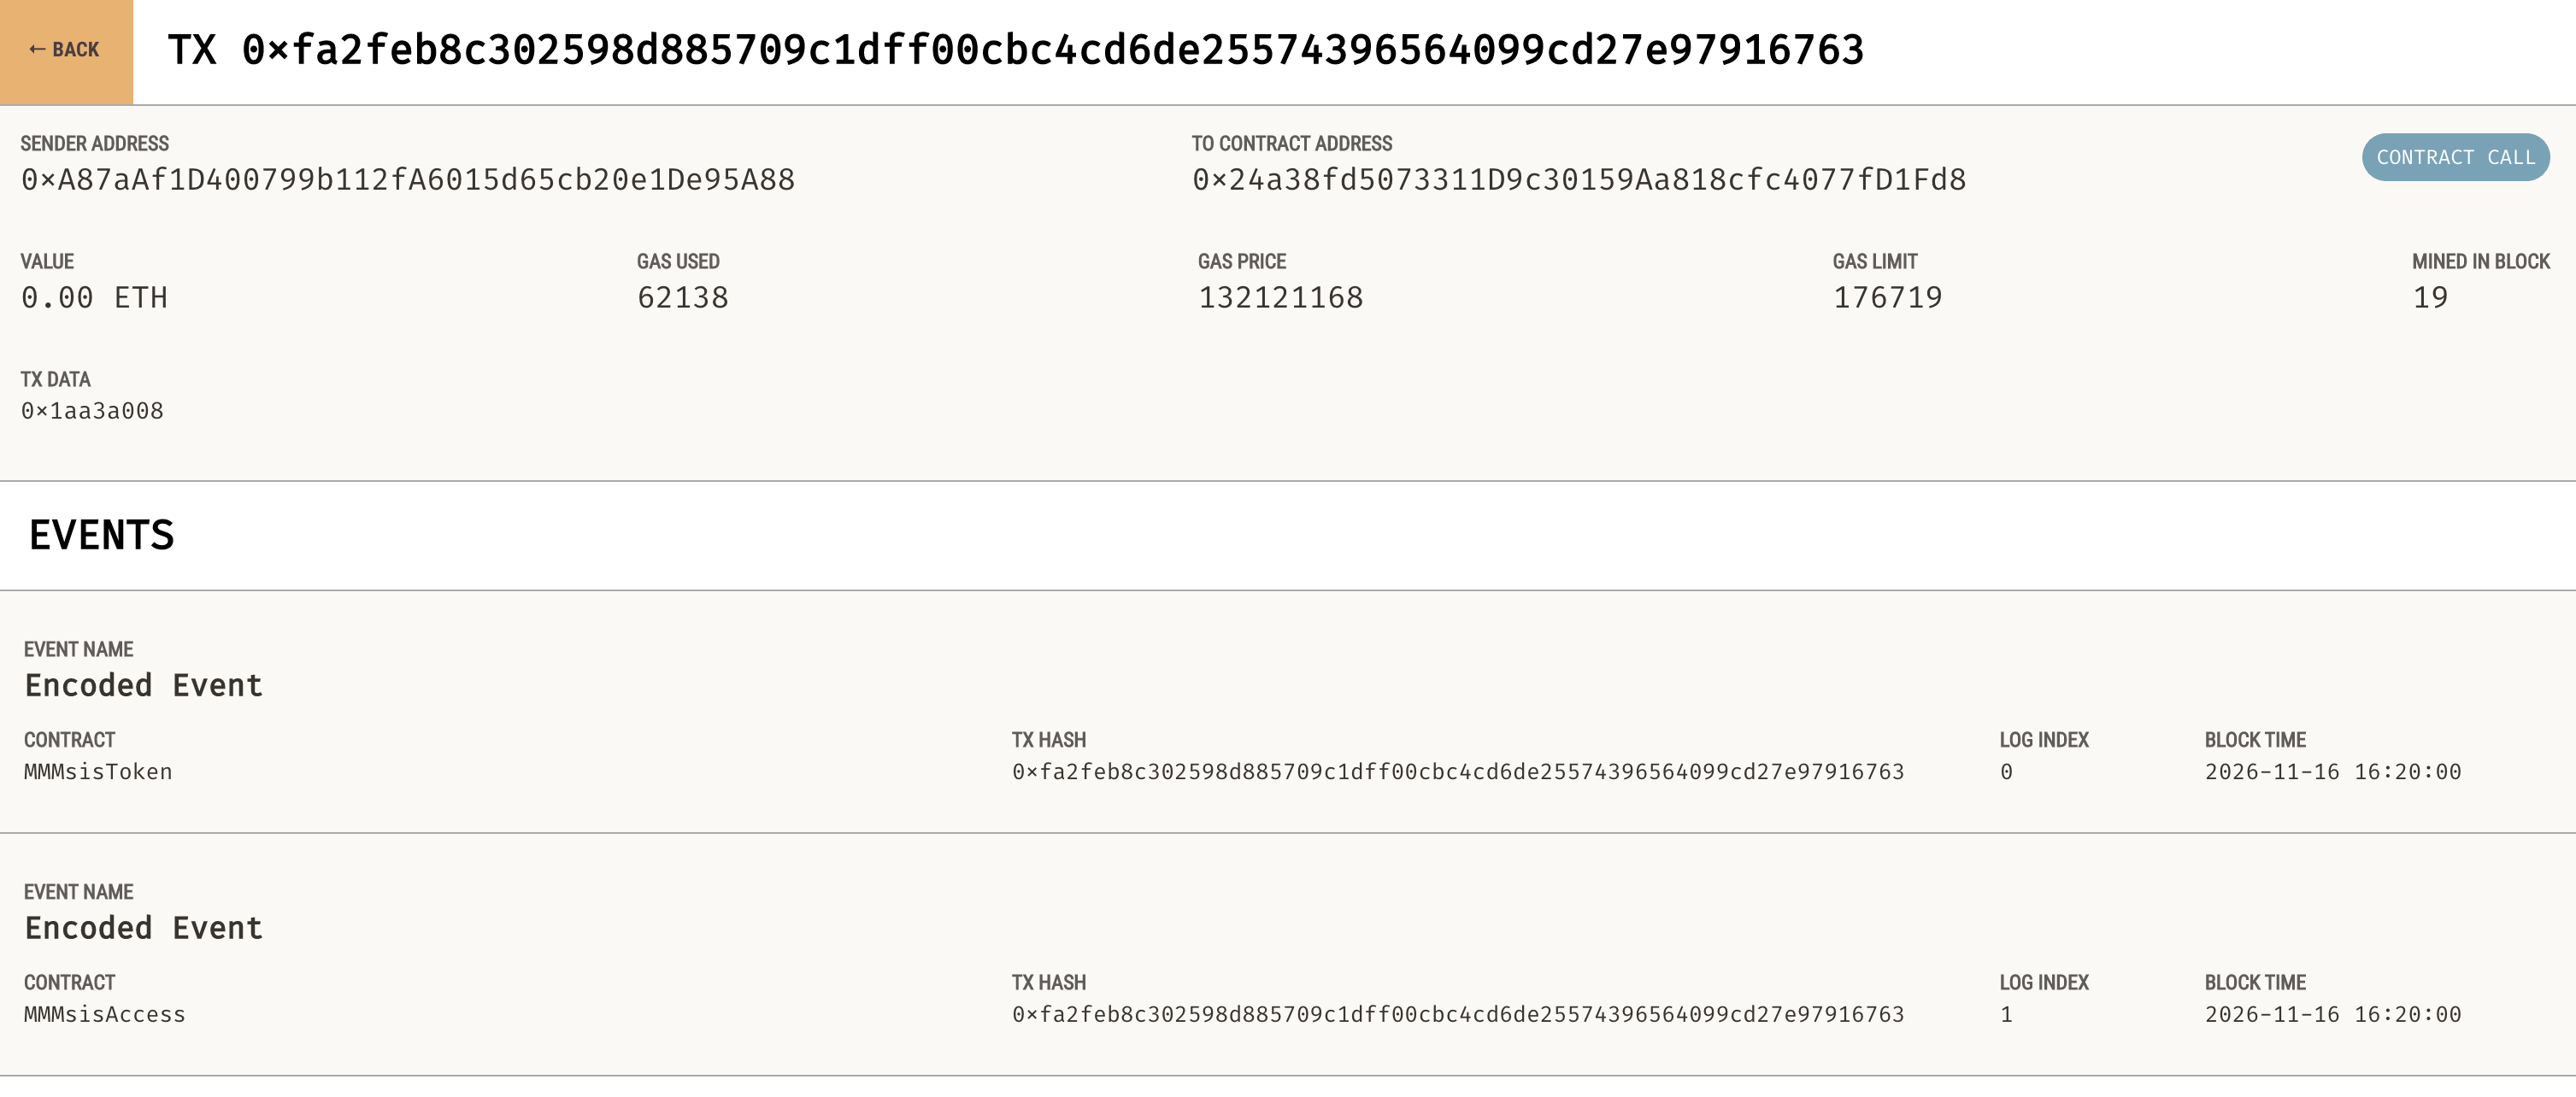 ← BACK
TX 0×fa2feb8c302598d885709c1dff00cbc4cd6de25574396564099cd27e97916763
SENDER ADDRESS
0×A87aAf1D400799b112fA6015d65cb20e1De95A88
TO CONTRACT ADDRESS
0×24a38fd5073311D9c30159Aa818cfc4077fD1Fd8
CONTRACT CALL
VALUE
0.00 ETH
GAS USED
62138
GAS PRICE
132121168
GAS LIMIT
176719
MINED IN BLOCK
19
TX DATA
0×1aa3a008
EVENTS
EVENT NAME
Encoded Event
CONTRACT
MMMsisToken
TX HASH
0×fa2feb8c302598d885709c1dff00cbc4cd6de25574396564099cd27e97916763
LOG INDEX
0
BLOCK TIME
2026-11-16 16:20:00
EVENT NAME
Encoded Event
CONTRACT
MMMsisAccess
TX HASH
0×fa2feb8c302598d885709c1dff00cbc4cd6de25574396564099cd27e97916763
LOG INDEX
1
BLOCK TIME
2026-11-16 16:20:00